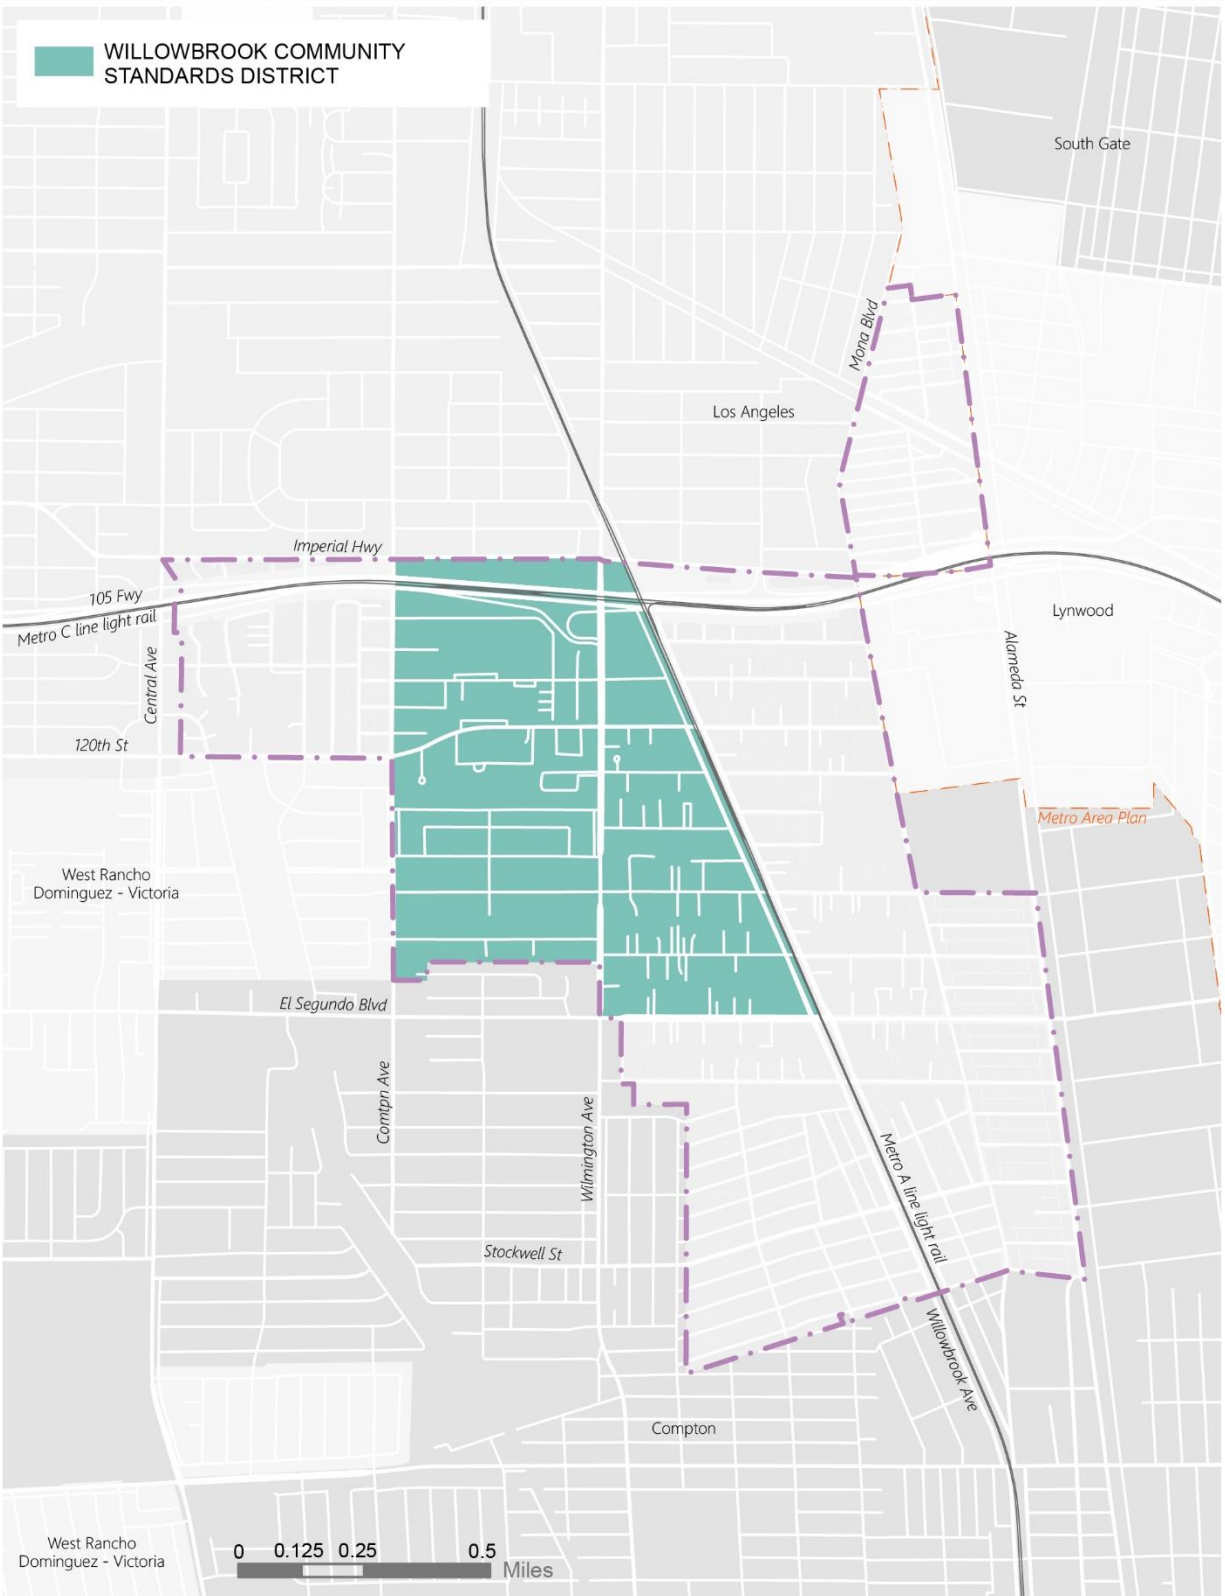 WILLOWBROOK COMMUNITY
STANDARDS DISTRICT
South Gate
Mona Blvd
Los Angeles
Imperial Hwy
105 Fwy
Metro C line light rail
Lynwood
Central Ave
Alameda St
120th St
Metro Area Plan
West Rancho
Dominguez - Victoria
El Segundo Blvd
Comtpn Ave
Wilmington Ave
Metro A line light rail
Stockwell St
Willowbrook Ave
Compton
West Rancho
Dominguez - Victoria
0 0.125 0.25 0.5
Miles